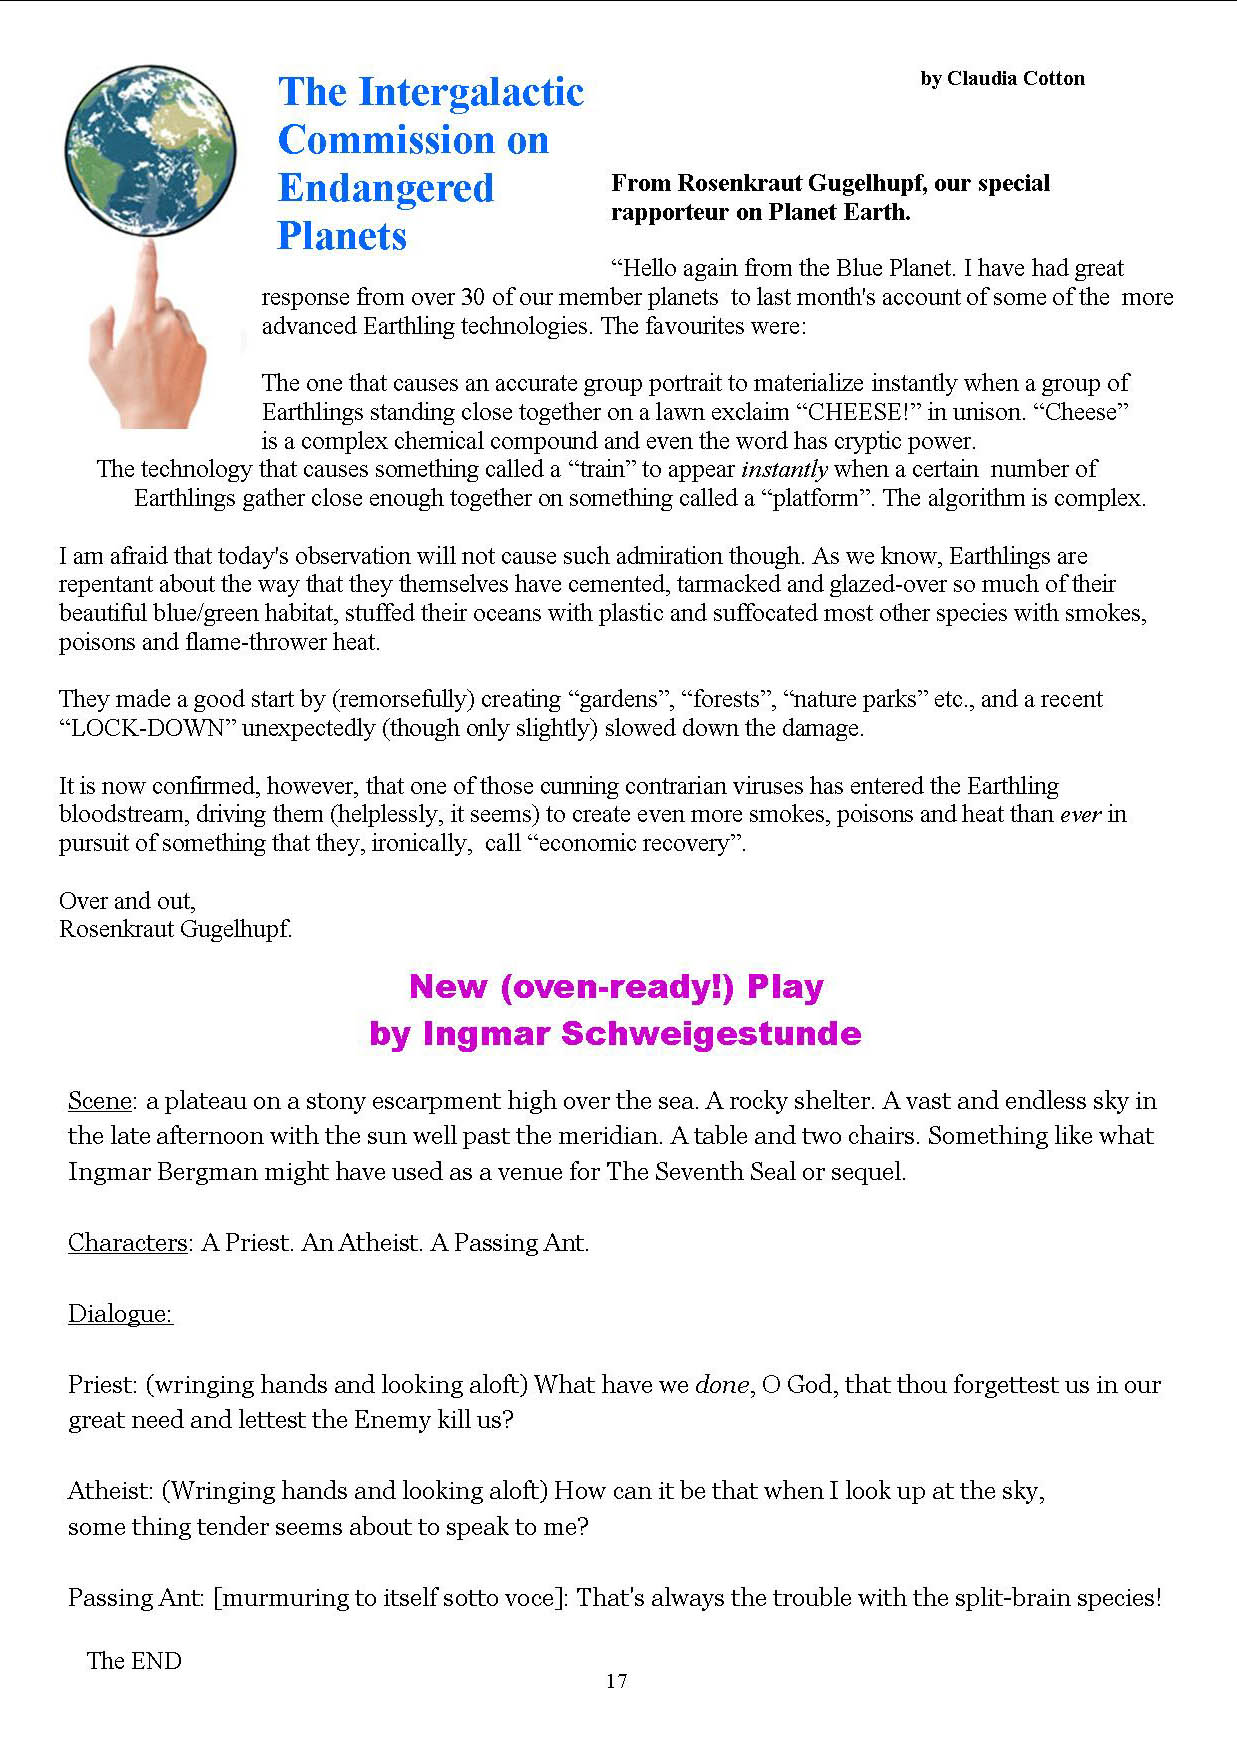 The Intergalactic
Commission on
Endangered
Planets
by Claudia Cotton
From Rosenkraut Gugelhupf, our special
rapporteur on Planet Earth.
“Hello again from the Blue Planet. I have had great
response from over 30 of our member planets  to last month's account of some of the  more
advanced Earthling technologies. The favourites were:
The one that causes an accurate group portrait to materialize instantly when a group of
Earthlings standing close together on a lawn exclaim “CHEESE!” in unison. “Cheese”
is a complex chemical compound and even the word has cryptic power.
The technology that causes something called a “train” to appear instantly when a certain  number of
Earthlings gather close enough together on something called a “platform”. The algorithm is complex.
I am afraid that today's observation will not cause such admiration though. As we know, Earthlings are
repentant about the way that they themselves have cemented, tarmacked and glazed-over so much of their
beautiful blue/green habitat, stuffed their oceans with plastic and suffocated most other species with smokes,
poisons and flame-thrower heat.
They made a good start by (remorsefully) creating “gardens”, “forests”, “nature parks” etc., and a recent
“LOCK-DOWN” unexpectedly (though only slightly) slowed down the damage.
It is now confirmed, however, that one of those cunning contrarian viruses has entered the Earthling
bloodstream, driving them (helplessly, it seems) to create even more smokes, poisons and heat than ever in
pursuit of something that they, ironically,  call “economic recovery”.
Over and out,
Rosenkraut Gugelhupf.
New (oven-ready!) Play
by Ingmar Schweigestunde
Scene: a plateau on a stony escarpment high over the sea. A rocky shelter. A vast and endless sky in
the late afternoon with the sun well past the meridian. A table and two chairs. Something like what
Ingmar Bergman might have used as a venue for The Seventh Seal or sequel.
Characters: A Priest. An Atheist. A Passing Ant.
Dialogue:
Priest: (wringing hands and looking aloft) What have we done, O God, that thou forgettest us in our
great need and lettest the Enemy kill us?
Atheist: (Wringing hands and looking aloft) How can it be that when I look up at the sky,
some thing tender seems about to speak to me?
Passing Ant: [murmuring to itself sotto voce]: That's always the trouble with the split-brain species!
The END
17